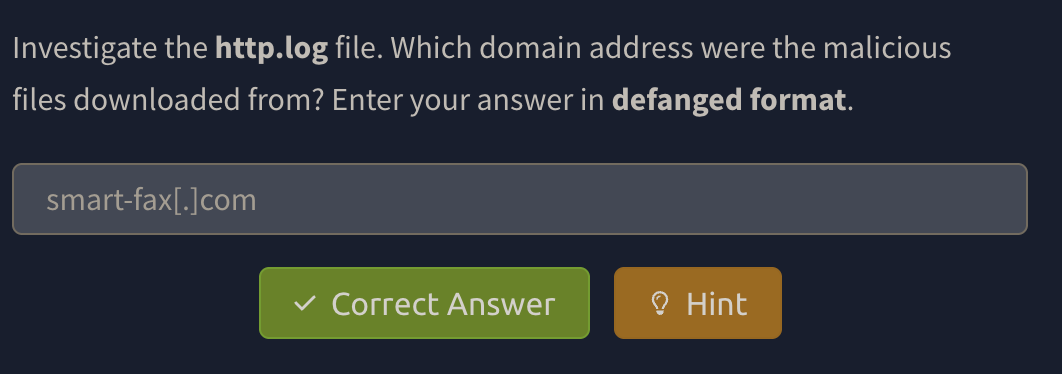 Investigate the http.log file. Which domain address were the malicious
files downloaded from? Enter your answer in defanged format.
smart-fax[.]com
Correct Answer
Hint